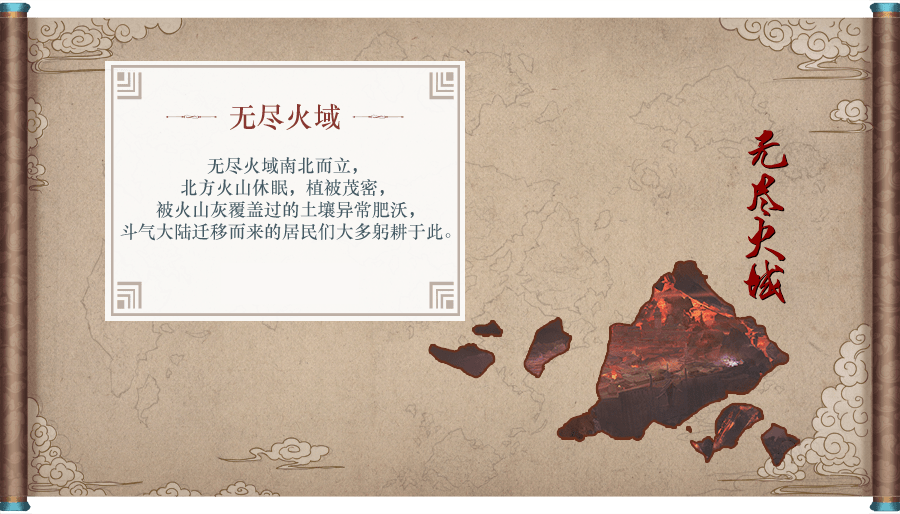 无尽火域
无尽火域南北而立，
北方火山休眠，植被茂密，
被火山灰覆盖过的土壤异常肥沃，
斗气大陆迁移而来的居民们大多躬耕于此。
无尽火域